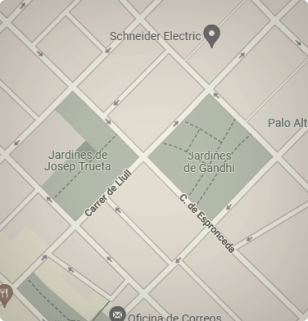 Schneider Electric
Palo Alt
Jardines de
Josep Trueta
Jardines
de Gandhi
Carrer de Llull
C. de Espronceda
Oficina de Correos